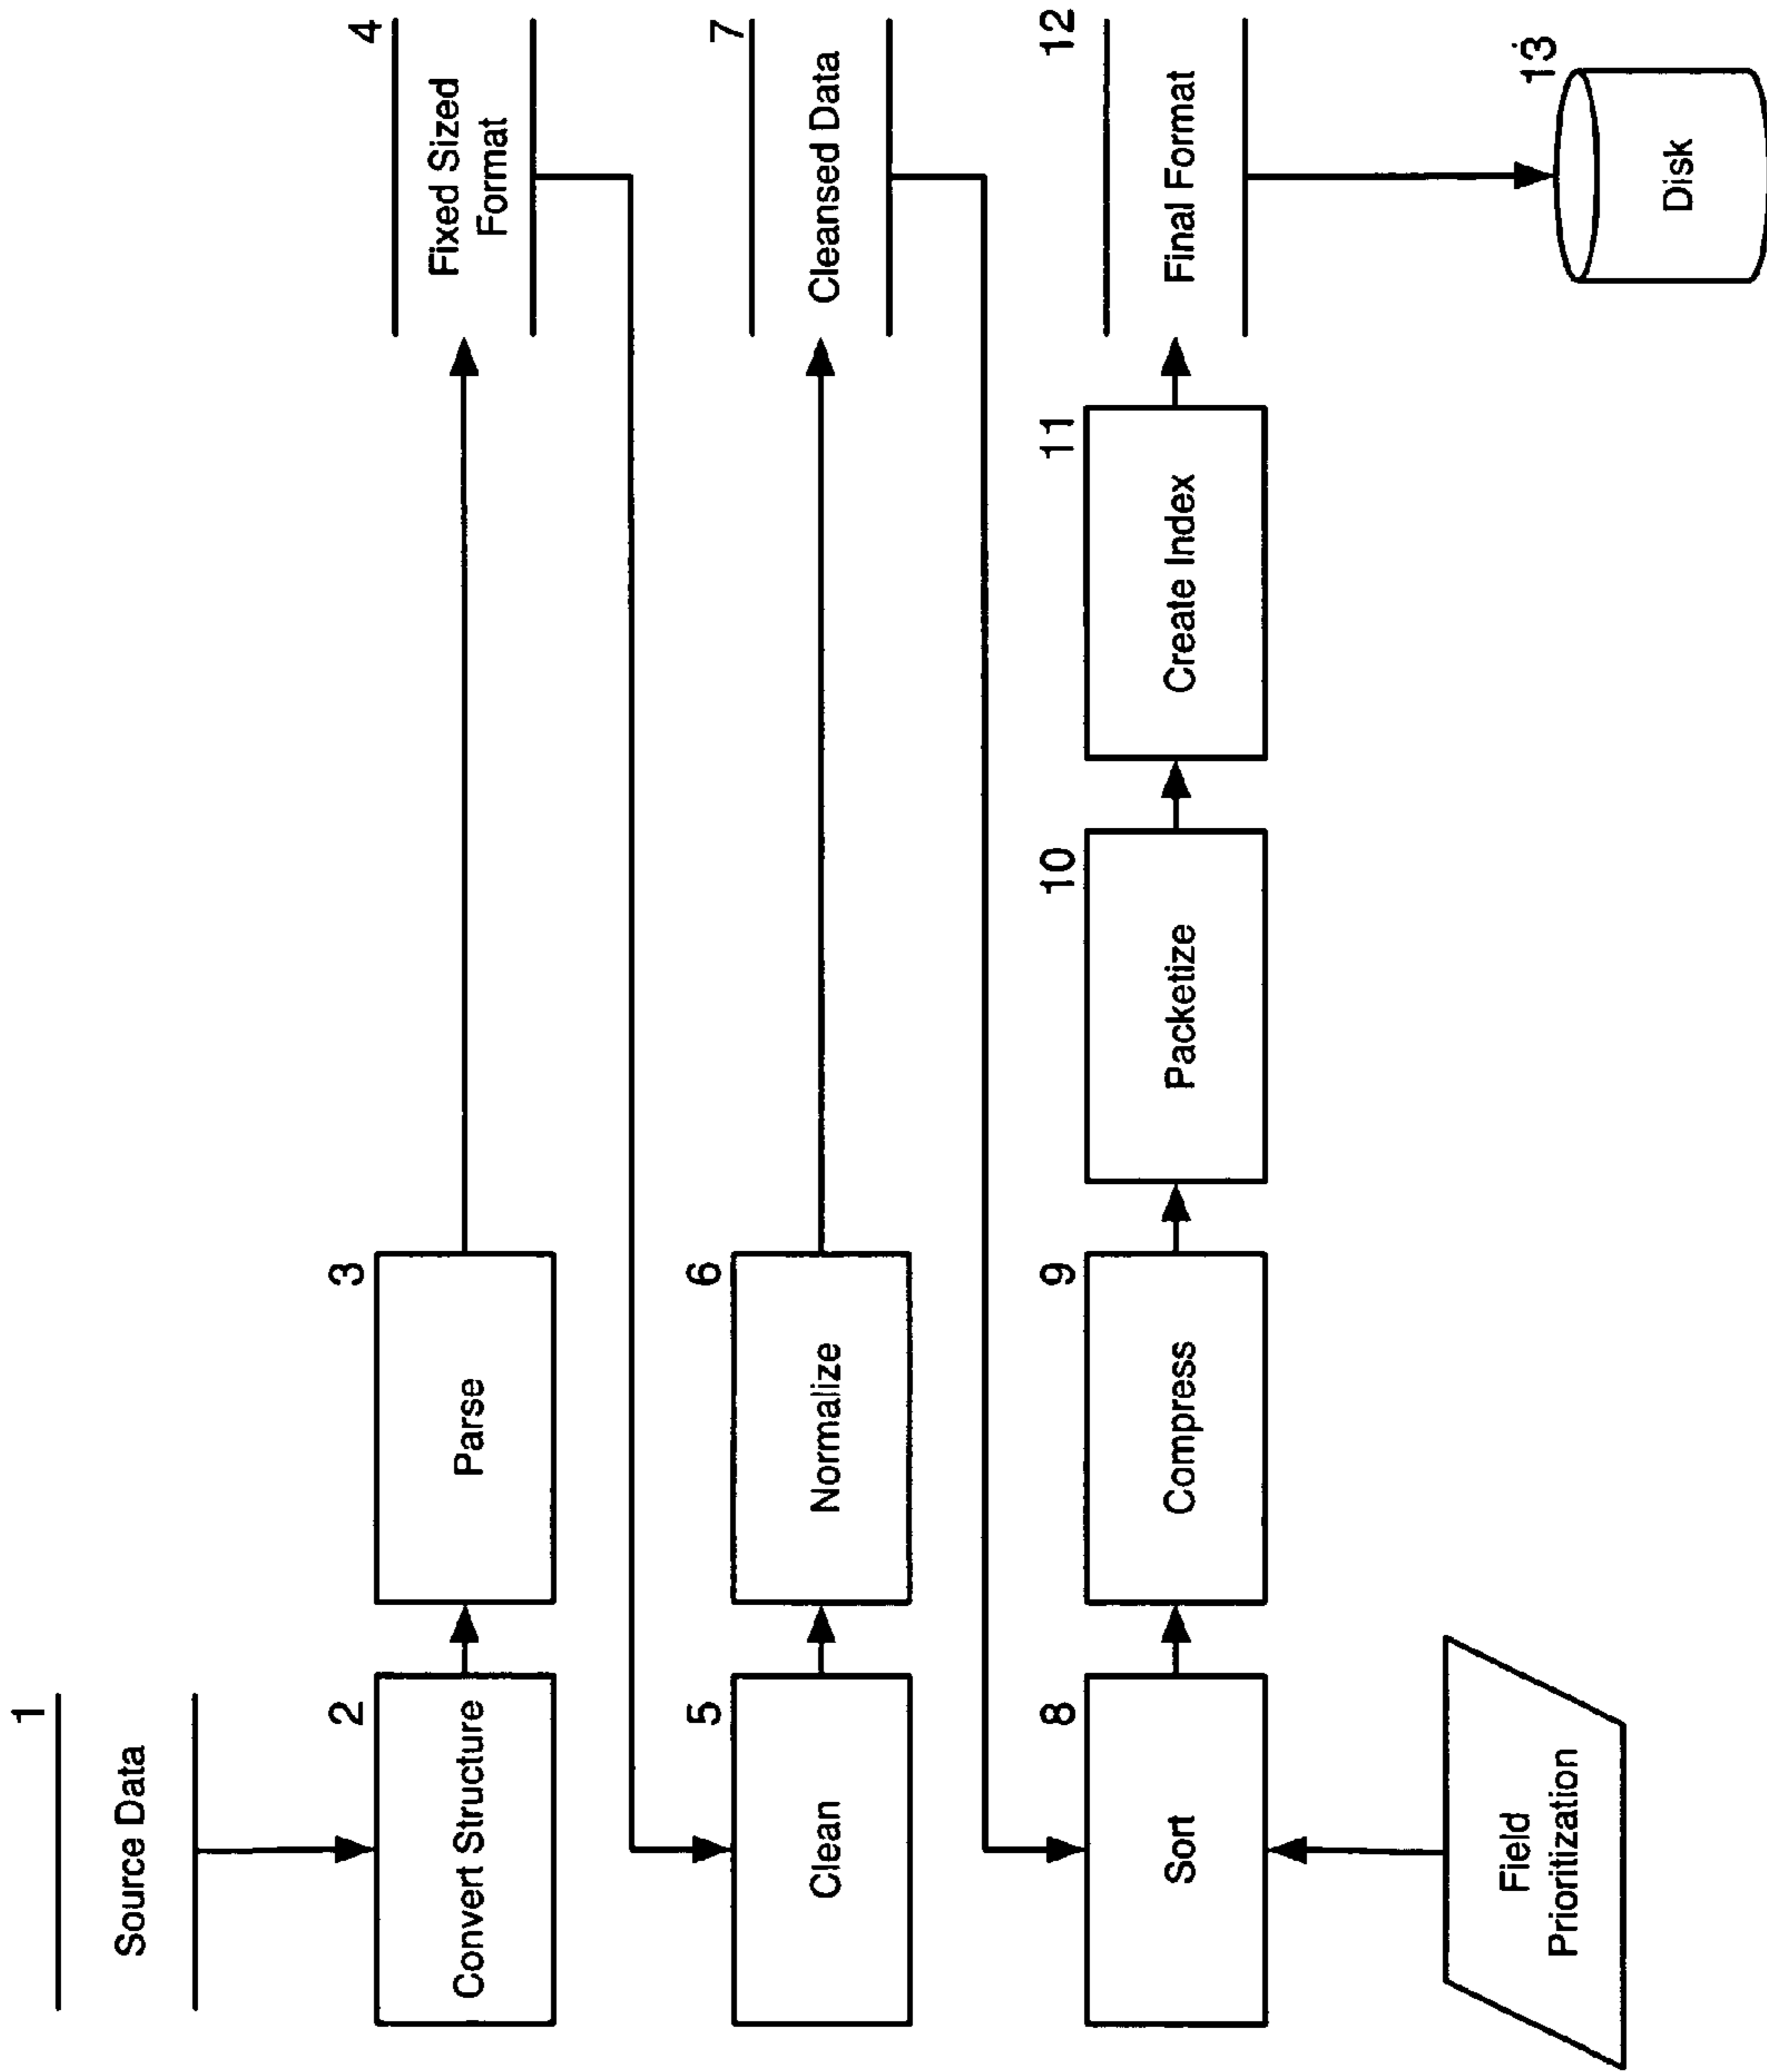 1
Source Data
2
Convert Structure
3
Parse
4
Fixed Sized
Format
5
Clean
6
Normalize
7
Cleansed Data
8
Sort
9
Compress
10
Packetize
11
Create Index
12
Final Format
Field
Prioritization
13
Disk